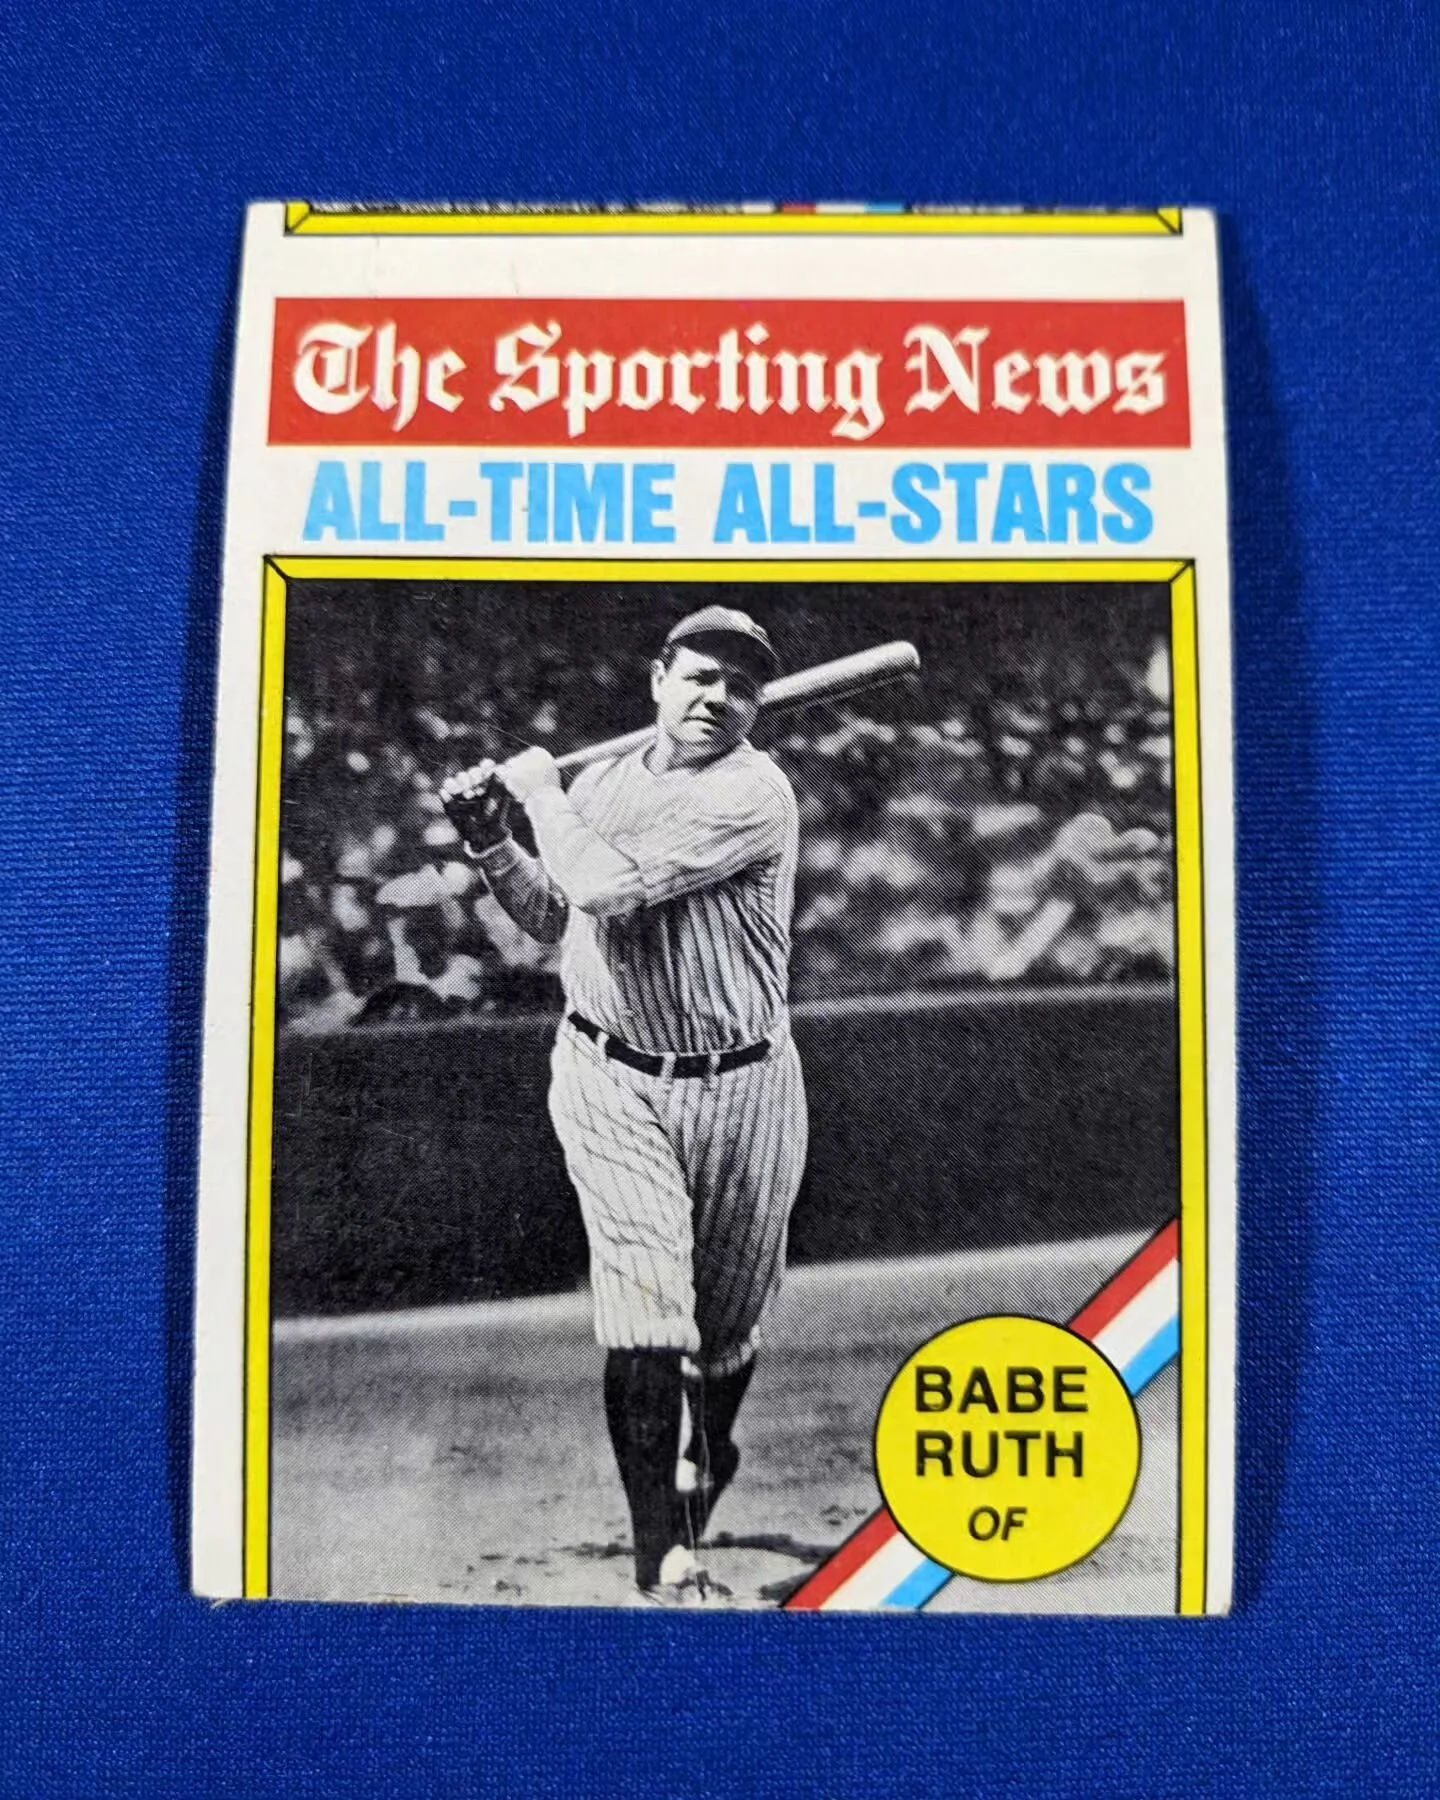 The Sporting News
ALL-TIME ALL-STARS
BABE
RUTH
OF